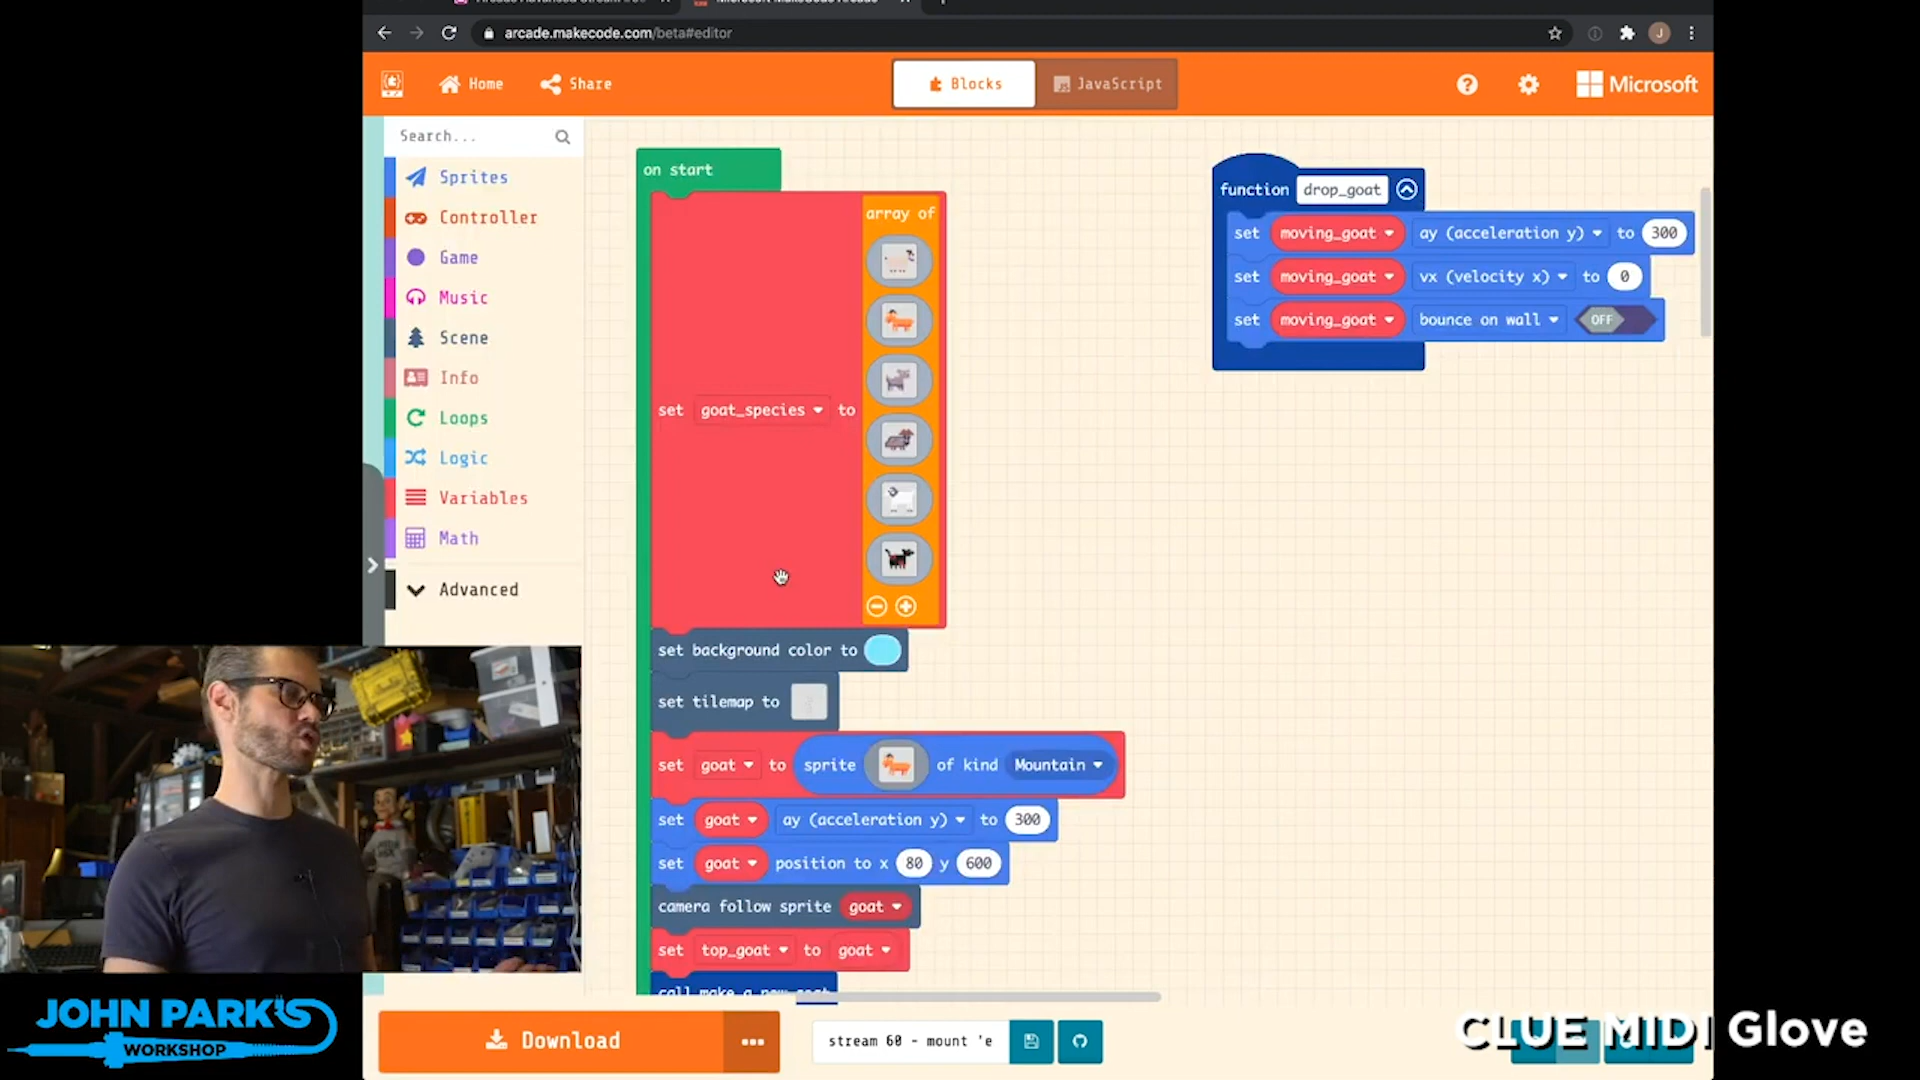 arcade.makecode.com/beta#editor
J
Home
Share
Blocks
JavaScript
?
Microsoft
Search...
Sprites
Controller
Game
Music
Scene
Info
Loops
Logic
Variables
Math
Advanced
on start
set goat_species to
array of
set background color to
set tilemap to
set goat to sprite of kind Mountain
set goat ay (acceleration y) to 300
set goat position to x 80 y 600
camera follow sprite goat
set top_goat to goat
call make a new goat
function drop_goat
set moving_goat ay (acceleration y) to 300
set moving_goat vx (velocity x) to 0
set moving_goat bounce on wall OFF
Download
stream 60 - mount 'e
JOHN PARK'S
WORKSHOP
CLUE MIDI Glove